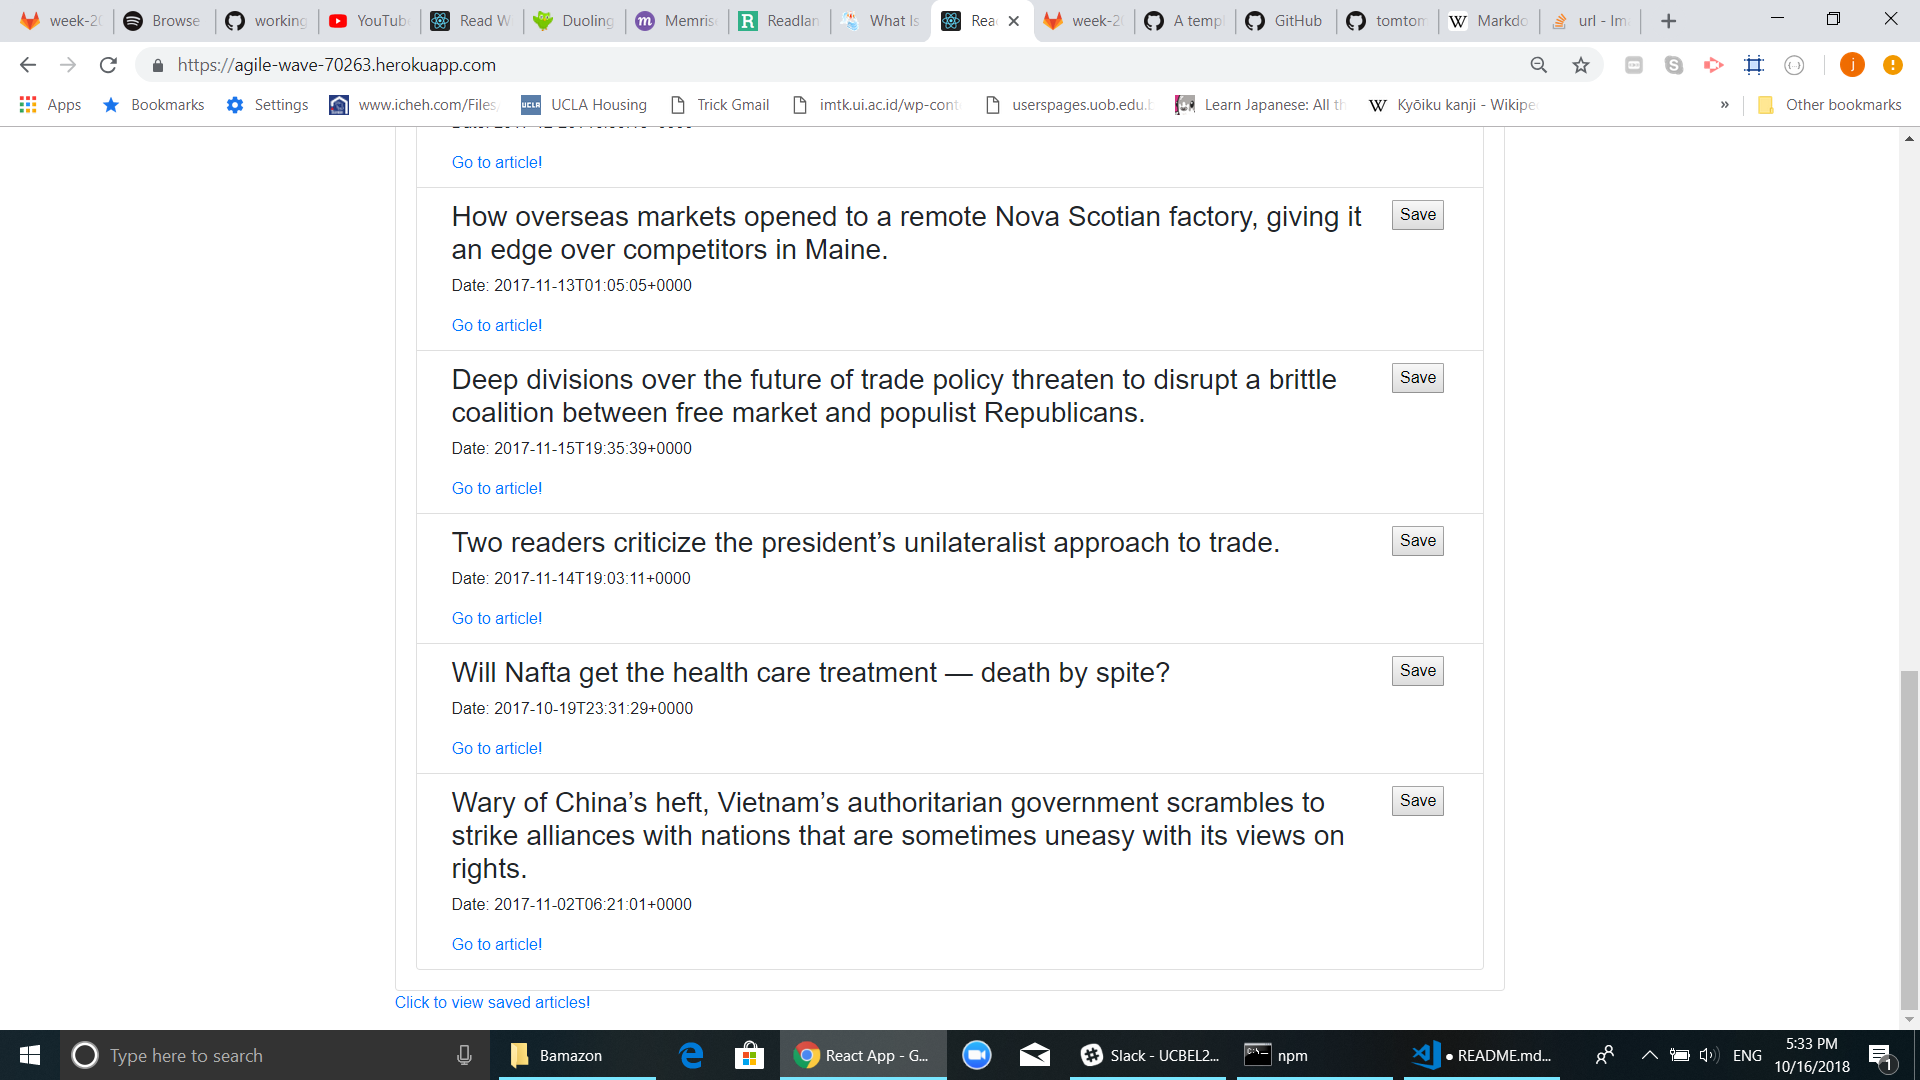 week-20
Browse
working
YouTube
Read W
Duoling
Memris
Readlan
What Is
Rea
week-20
A temp
GitHub
tomtom
Markdo
url - Im
https://agile-wave-70263.herokuapp.com
j
Apps
Bookmarks
Settings
www.icheh.com/Files
UCLA
UCLA Housing
Trick Gmail
imtk.ui.ac.id/wp-cont
userspages.uob.edu.b
Learn Japanese: All th
Kyōiku kanji - Wikipe
»
Other bookmarks
Go to article!
How overseas markets opened to a remote Nova Scotian factory, giving it
an edge over competitors in Maine.
Save
Date: 2017-11-13T01:05:05+0000
Go to article!
Deep divisions over the future of trade policy threaten to disrupt a brittle
coalition between free market and populist Republicans.
Save
Date: 2017-11-15T19:35:39+0000
Go to article!
Two readers criticize the president’s unilateralist approach to trade.
Save
Date: 2017-11-14T19:03:11+0000
Go to article!
Will Nafta get the health care treatment — death by spite?
Save
Date: 2017-10-19T23:31:29+0000
Go to article!
Wary of China’s heft, Vietnam’s authoritarian government scrambles to
strike alliances with nations that are sometimes uneasy with its views on
rights.
Save
Date: 2017-11-02T06:21:01+0000
Go to article!
Click to view saved articles!
Type here to search
Bamazon
React App - G...
Slack - UCBEL2...
npm
● README.md...
ENG
5:33 PM
10/16/2018
1